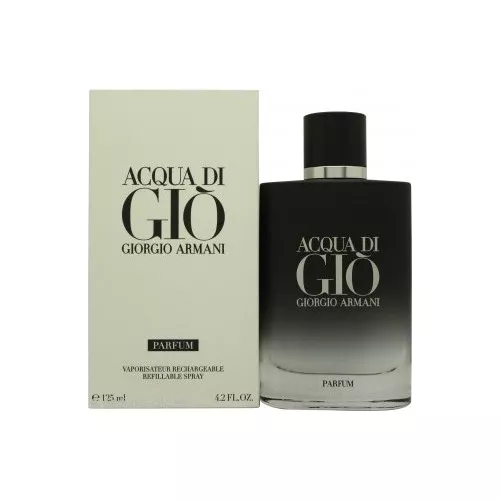 ACQUA DI
GIÒ
GIORGIO ARMANI
PARFUM
VAPORISATEUR RECHARGEABLE
REFILLABLE SPRAY
℮ 125 ml 4.2 FL.OZ.
ACQUA DI
GIÒ
GIORGIO ARMANI
PARFUM